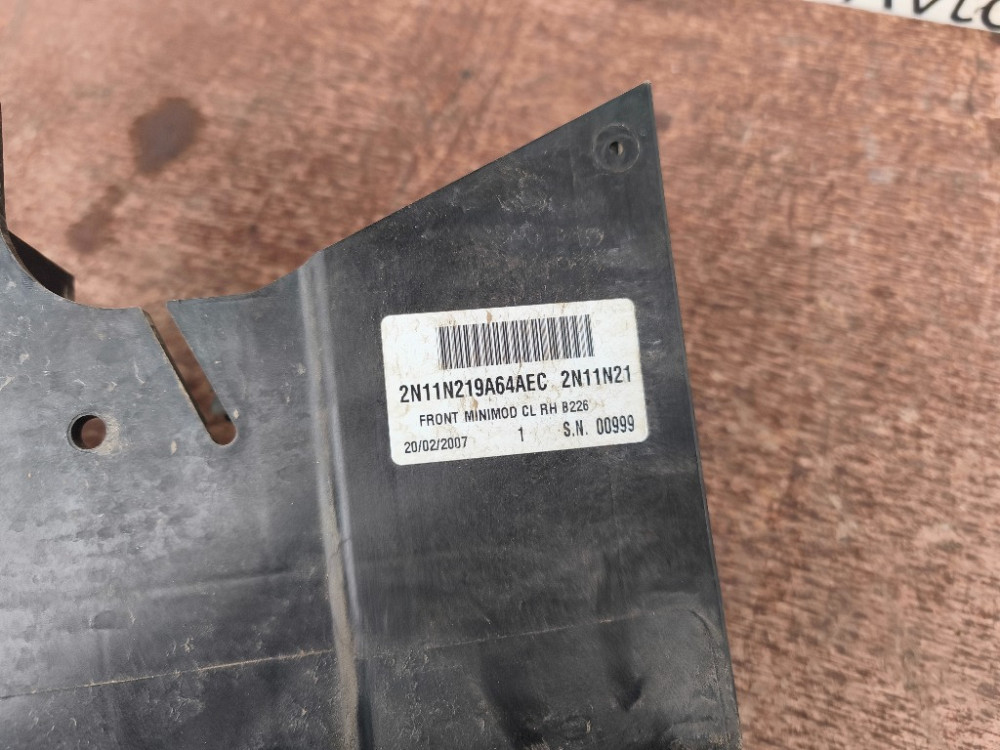 2N11N219A64AEC 2N11N21
FRONT MINIMOD CL RH B226
20/02/2007 1 S.N. 00999